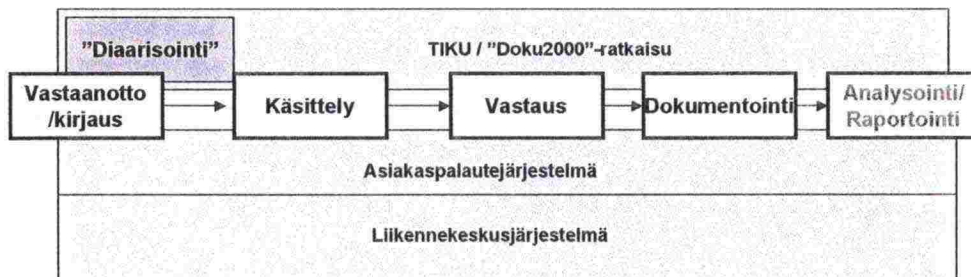 "Diaarisointi"
TIKU / "Doku2000"-ratkaisu
Vastaanotto
/kirjaus
Käsittely
Vastaus
Dokumentointi
Analysointi/
Raportointi
Asiakaspalautejärjestelmä
Liikennekeskusjärjestelmä